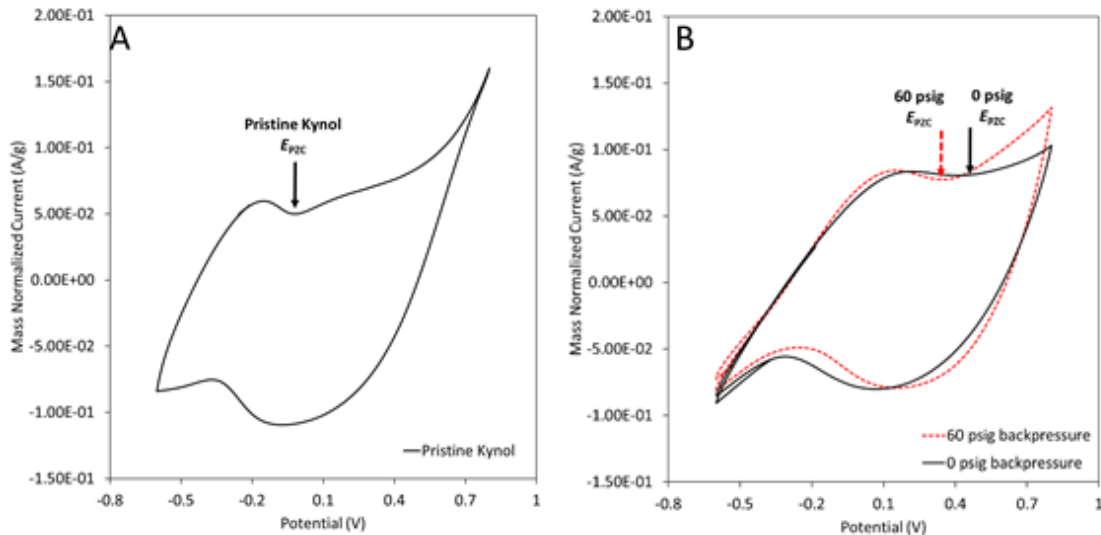 A
2.00E-01
1.50E-01
1.00E-01
5.00E-02
0.00E+00
-5.00E-02
-1.00E-01
-1.50E-01
Mass Normalized Current (A/g)
Pristine Kynol
EPZC
Pristine Kynol
-0.8 -0.5 -0.2 0.1 0.4 0.7 1
Potential (V)
B
2.00E-01
1.50E-01
1.00E-01
5.00E-02
0.00E+00
-5.00E-02
-1.00E-01
-1.50E-01
Mass Normalized Current (A/g)
60 psig
EPZC
0 psig
EPZC
60 psig backpressure
0 psig backpressure
-0.8 -0.5 -0.2 0.1 0.4 0.7 1
Potential (V)